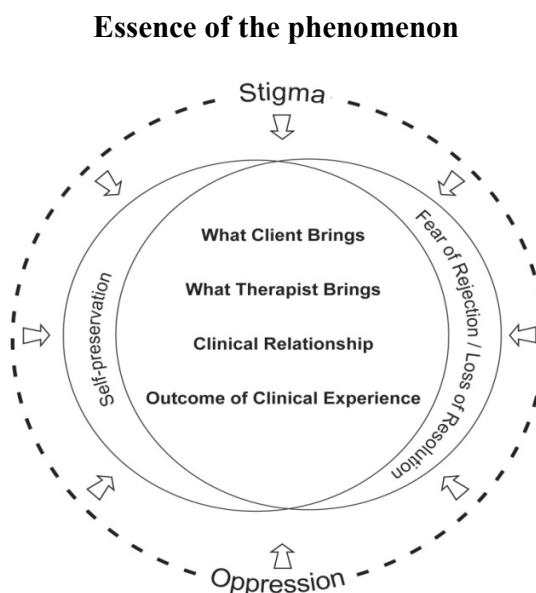 Essence of the phenomenon
Stigma
What Client Brings
What Therapist Brings
Clinical Relationship
Outcome of Clinical Experience
Self-preservation
Fear of Rejection / Loss of Resolution
Oppression